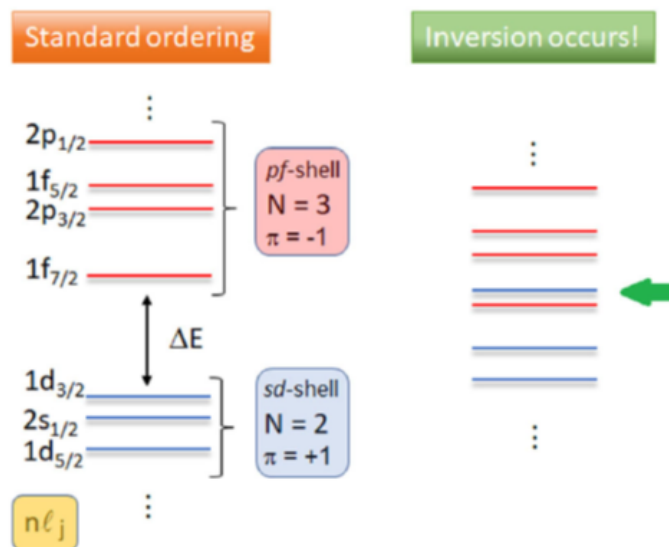 Standard ordering
Inversion occurs!
⋮
2p1/2
1f5/2
2p3/2
1f7/2
pf-shell
N = 3
π = -1
ΔE
1d3/2
2s1/2
1d5/2
sd-shell
N = 2
π = +1
⋮
nℓj
⋮
⋮